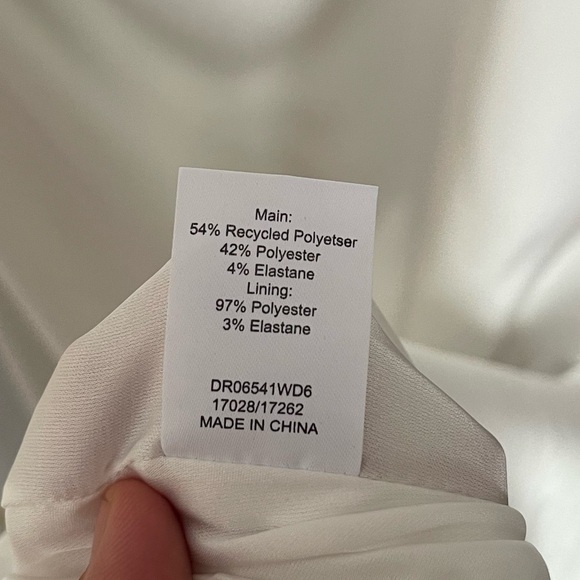 Main:
54% Recycled Polyetser
42% Polyester
4% Elastane
Lining:
97% Polyester
3% Elastane
DR06541WD6
17028/17262
MADE IN CHINA